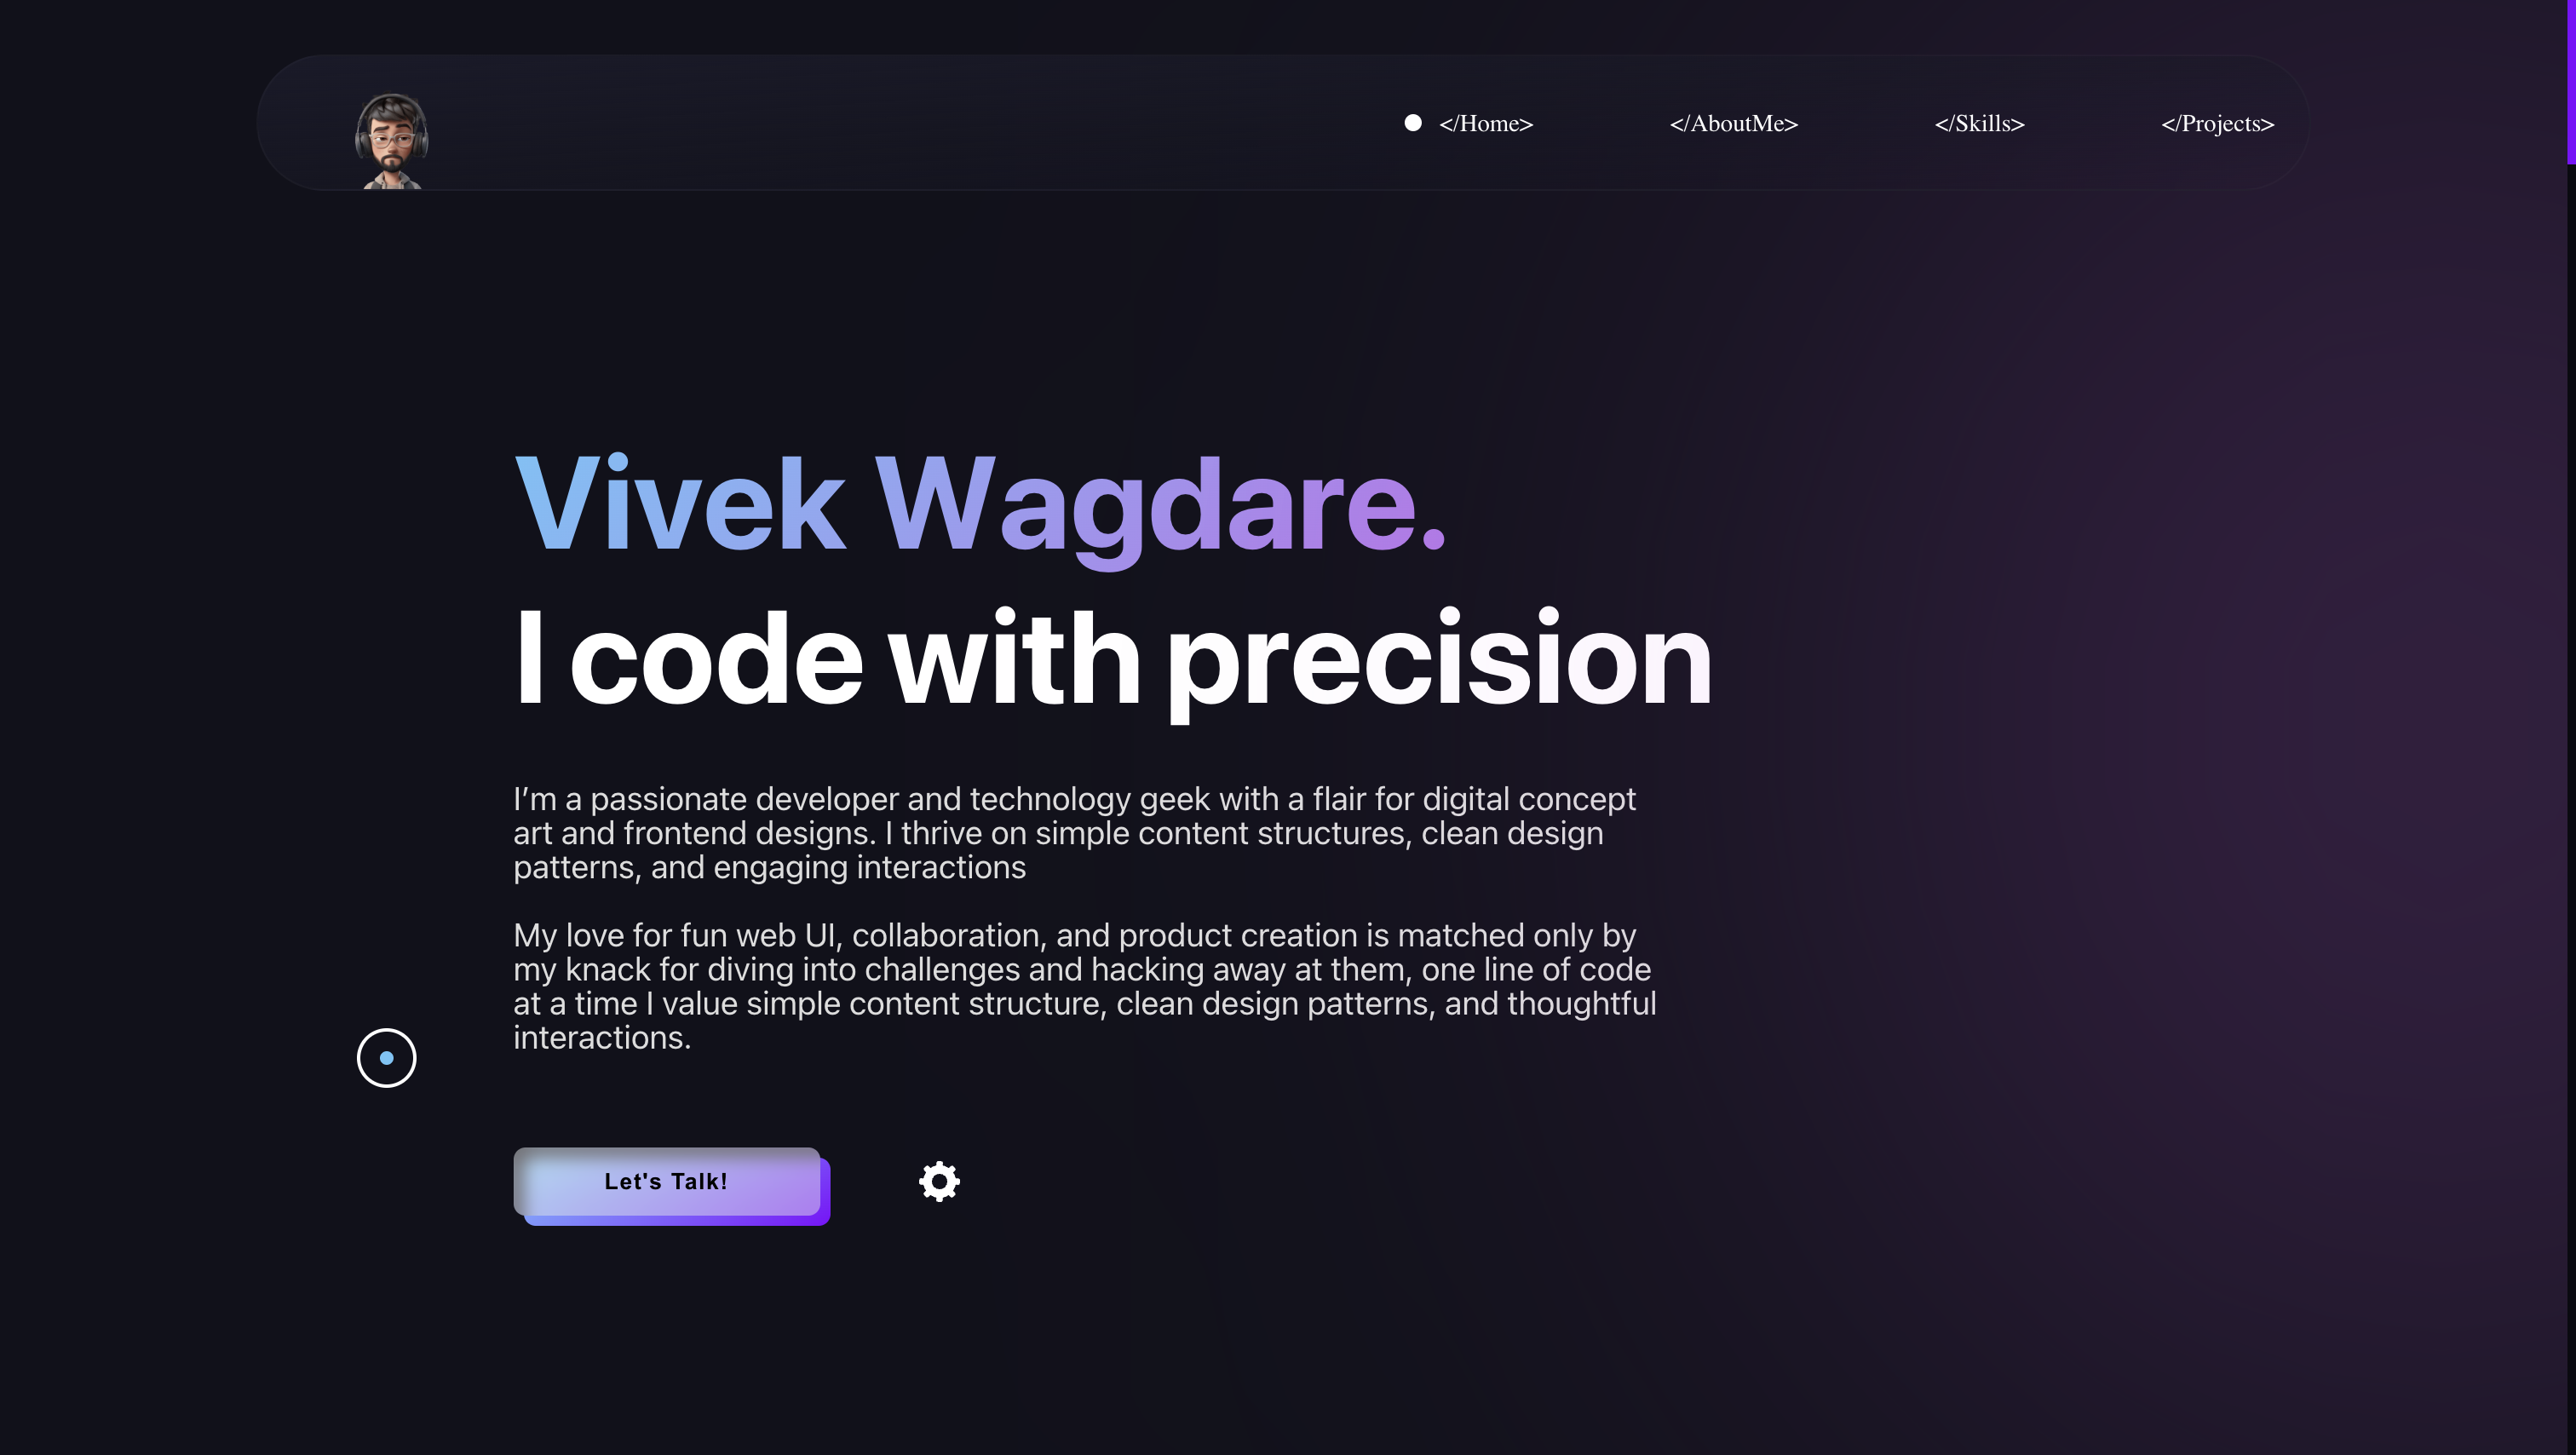 </Home>
</AboutMe>
</Skills>
</Projects>
Vivek Wagdare.
I code with precision
I’m a passionate developer and technology geek with a flair for digital concept
art and frontend designs. I thrive on simple content structures, clean design
patterns, and engaging interactions
My love for fun web UI, collaboration, and product creation is matched only by
my knack for diving into challenges and hacking away at them, one line of code
at a time I value simple content structure, clean design patterns, and thoughtful
interactions.
Let's Talk!